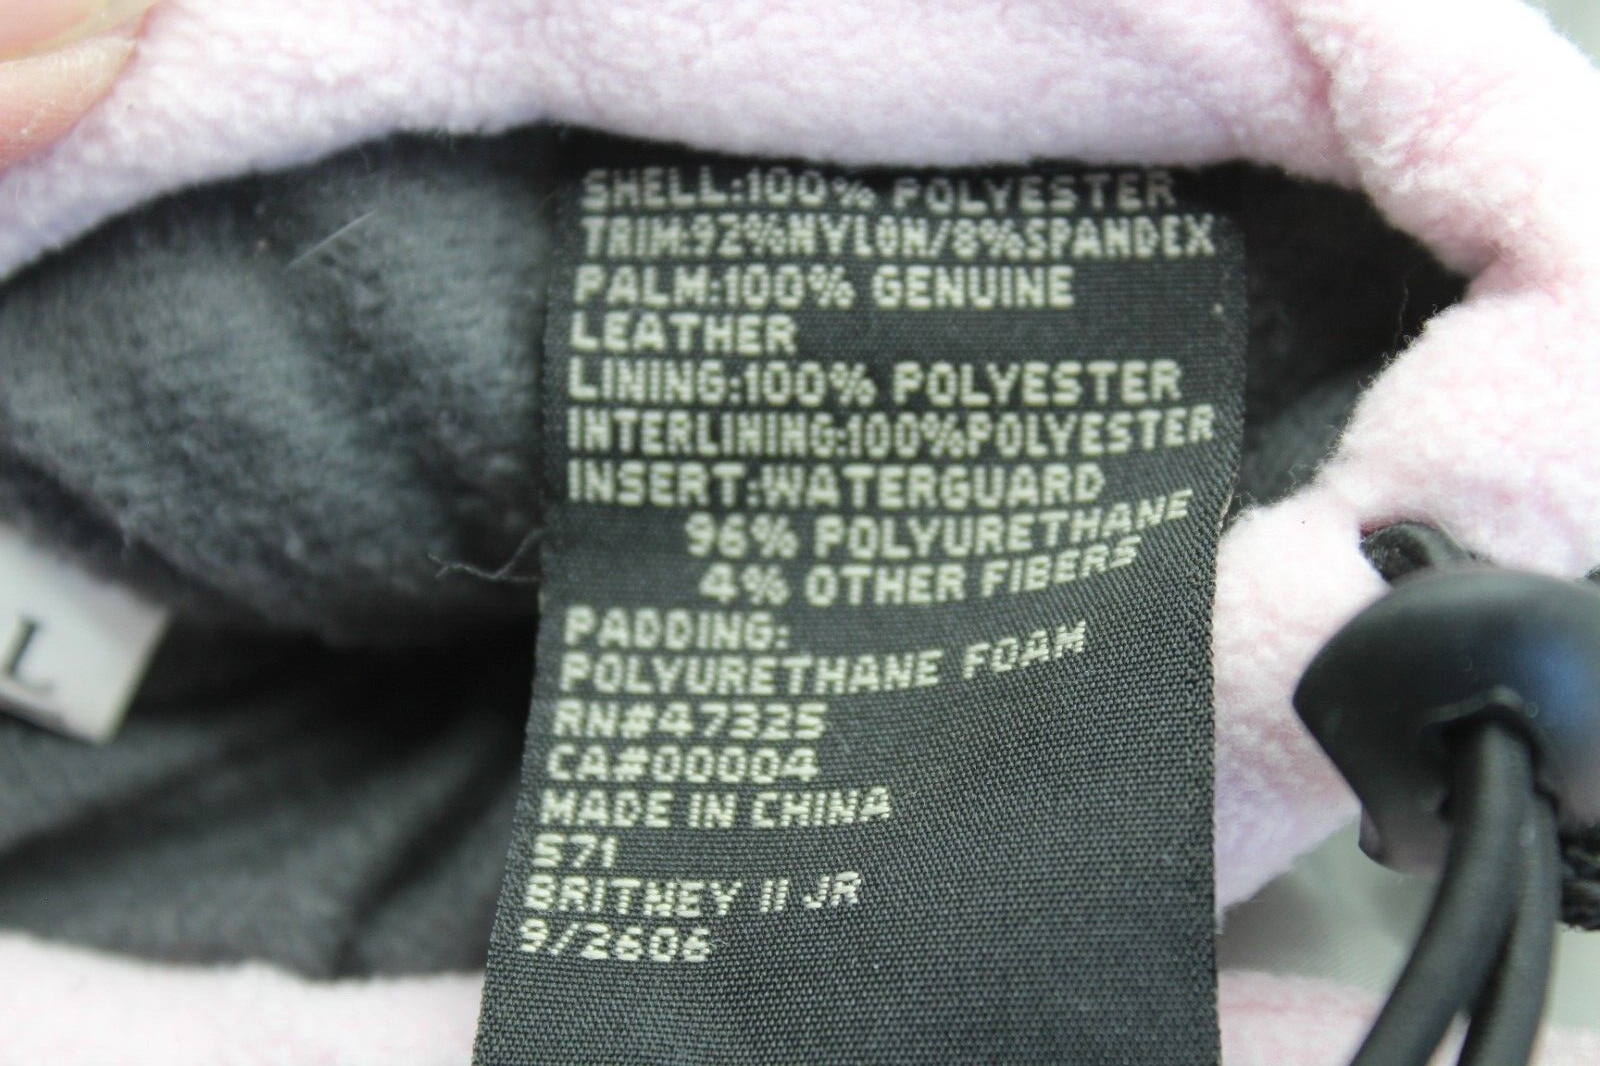 SHELL:100% POLYESTER
TRIM:92%NYLON/8%SPANDEX
PALM:100% GENUINE
LEATHER
LINING:100% POLYESTER
INTERLINING:100%POLYESTER
INSERT:WATERGUARD
96% POLYURETHANE
4% OTHER FIBERS
PADDING:
POLYURETHANE FOAM
RN#47325
CA#00004
MADE IN CHINA
571
BRITNEY II JR
9/2606
L